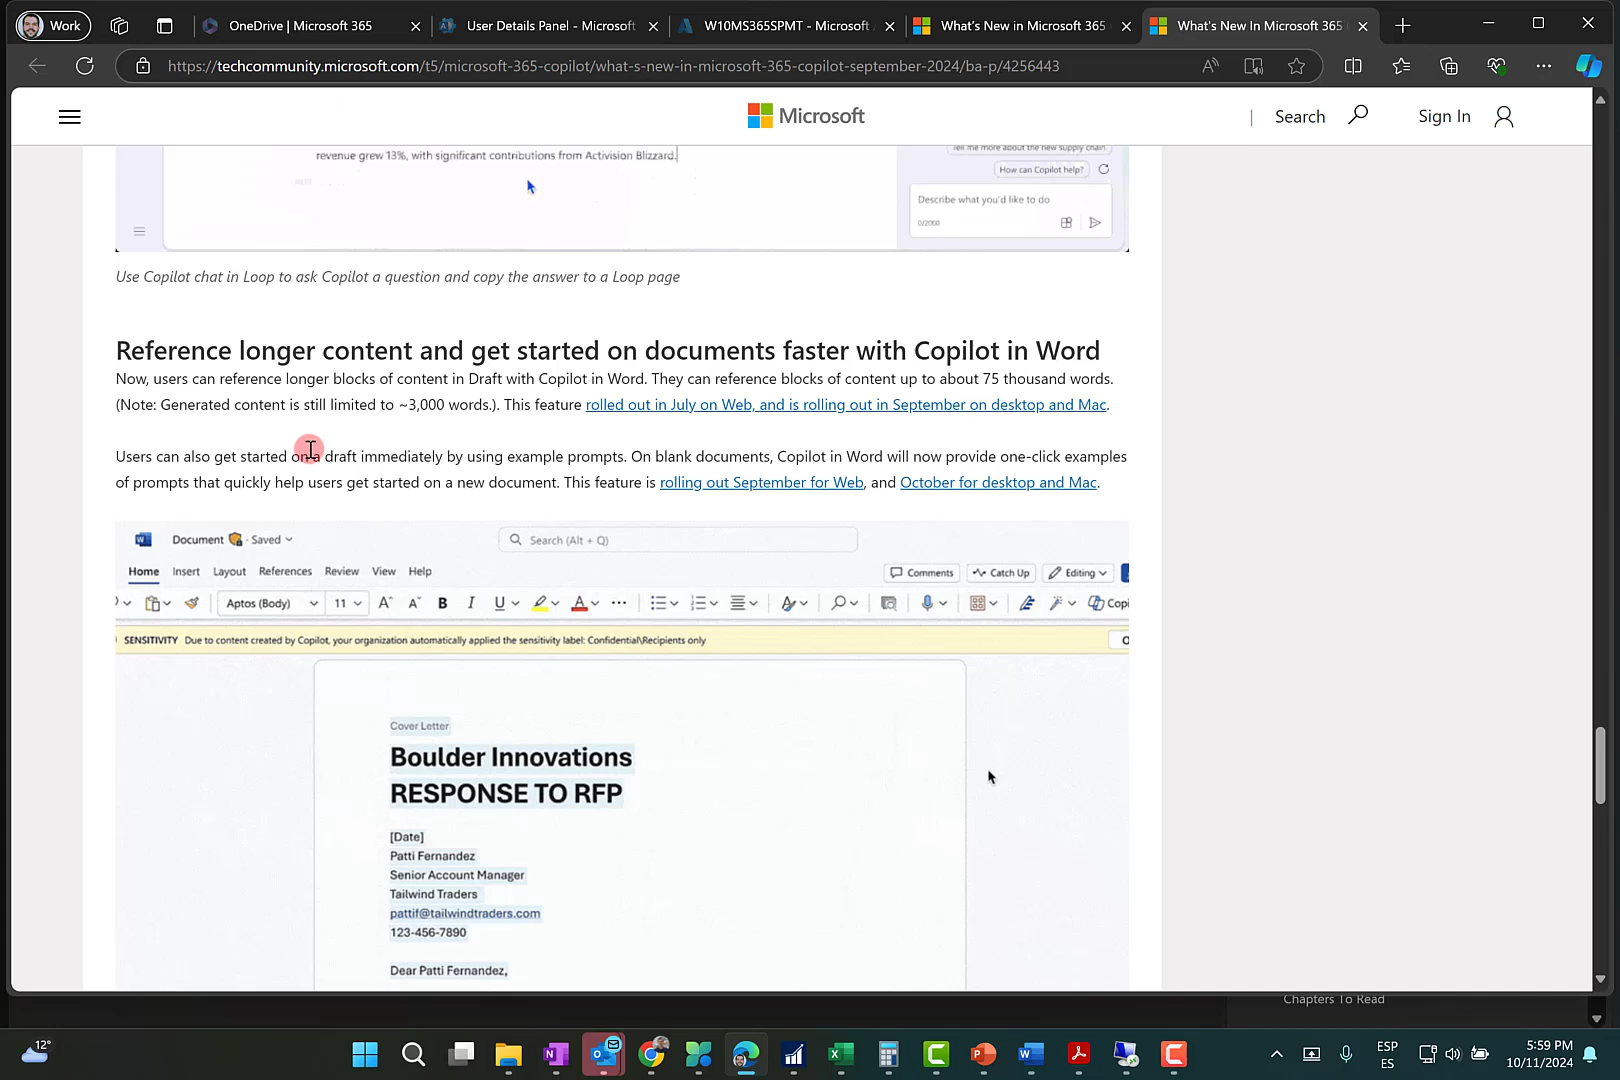 Work
OneDrive | Microsoft 365
User Details Panel - Microsoft
W10MS365SPMT - Microsoft
What's New in Microsoft 365
What's New In Microsoft 365
https://techcommunity.microsoft.com/t5/microsoft-365-copilot/what-s-new-in-microsoft-365-copilot-september-2024/ba-p/4256443
Microsoft
Search
Sign In
revenue grew 13%, with significant contributions from Activision Blizzard.
Tell me more about the new supply chain
How can Copilot help?
Describe what you'd like to do
0/2000
Use Copilot chat in Loop to ask Copilot a question and copy the answer to a Loop page
Reference longer content and get started on documents faster with Copilot in Word
Now, users can reference longer blocks of content in Draft with Copilot in Word. They can reference blocks of content up to about 75 thousand words.
(Note: Generated content is still limited to ~3,000 words.). This feature rolled out in July on Web, and is rolling out in September on desktop and Mac.
Users can also get started on a draft immediately by using example prompts. On blank documents, Copilot in Word will now provide one-click examples
of prompts that quickly help users get started on a new document. This feature is rolling out September for Web, and October for desktop and Mac.
Document · Saved
Search (Alt + Q)
Home Insert Layout References Review View Help
Comments Catch Up Editing
Aptos (Body) 11 B I U A Copi
SENSITIVITY Due to content created by Copilot, your organization automatically applied the sensitivity label: Confidential\Recipients only
Cover Letter
Boulder Innovations
RESPONSE TO RFP
[Date]
Patti Fernandez
Senior Account Manager
Tailwind Traders
pattif@tailwindtraders.com
123-456-7890
Dear Patti Fernandez,
Chapters To Read
12°
ESP
ES
5:59 PM
10/11/2024